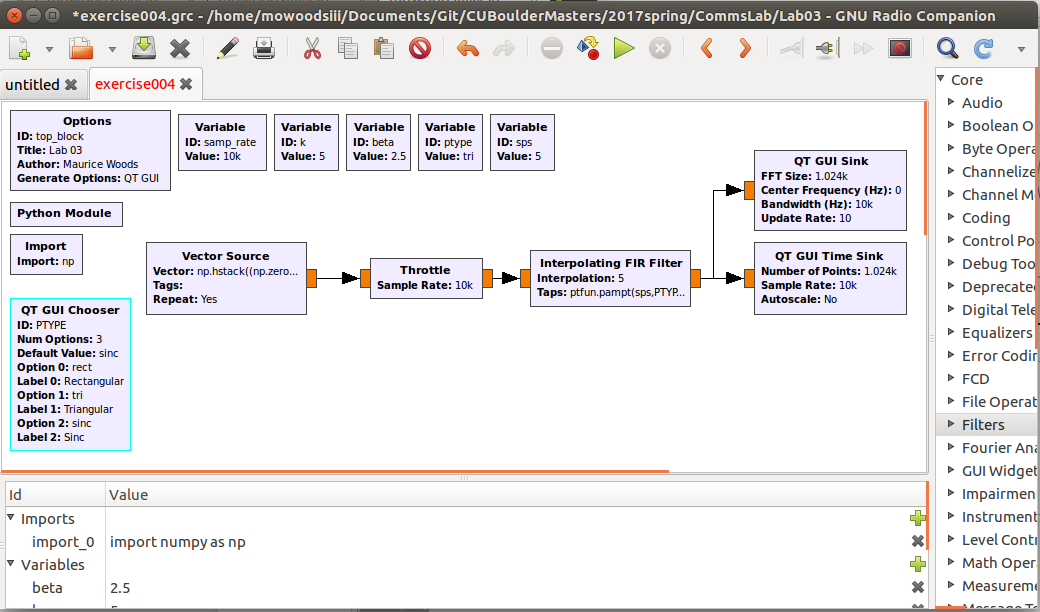 *exercise004.grc - /home/mowoodsiii/Documents/Git/CUBoulderMasters/2017spring/CommsLab/Lab03 - GNU Radio Companion
untitled
exercise004
Options
ID: top_block
Title: Lab 03
Author: Maurice Woods
Generate Options: QT GUI
Variable
ID: samp_rate
Value: 10k
Variable
ID: k
Value: 5
Variable
ID: beta
Value: 2.5
Variable
ID: ptype
Value: tri
Variable
ID: sps
Value: 5
Python Module
Import
Import: np
QT GUI Chooser
ID: PTYPE
Num Options: 3
Default Value: sinc
Option 0: rect
Label 0: Rectangular
Option 1: tri
Label 1: Triangular
Option 2: sinc
Label 2: Sinc
Vector Source
Vector: np.hstack((np.zero...
Tags:
Repeat: Yes
Throttle
Sample Rate: 10k
Interpolating FIR Filter
Interpolation: 5
Taps: ptfun.pampt(sps,PTYP...
QT GUI Sink
FFT Size: 1.024k
Center Frequency (Hz): 0
Bandwidth (Hz): 10k
Update Rate: 10
QT GUI Time Sink
Number of Points: 1.024k
Sample Rate: 10k
Autoscale: No
Core
Audio
Boolean O
Byte Opera
Channelize
Channel M
Coding
Control Po
Debug Too
Deprecated
Digital Tele
Equalizers
Error Codin
FCD
File Operat
Filters
Fourier Ana
GUI Widget
Impairmen
Instrument
Level Contr
Math Oper
Measureme
Id Value
Imports
import_0 import numpy as np
Variables
beta 2.5